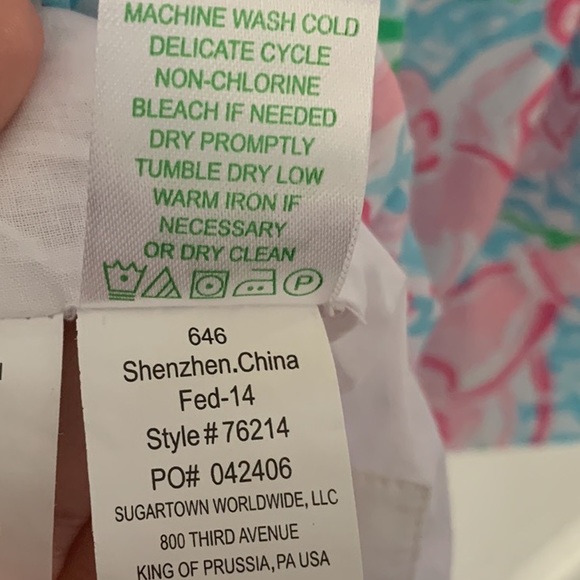 MACHINE WASH COLD
DELICATE CYCLE
NON-CHLORINE
BLEACH IF NEEDED
DRY PROMPTLY
TUMBLE DRY LOW
WARM IRON IF
NECESSARY
OR DRY CLEAN
P
646
Shenzhen.China
Fed-14
Style#76214
PO# 042406
SUGARTOWN WORLDWIDE, LLC
800 THIRD AVENUE
KING OF PRUSSIA,PA USA